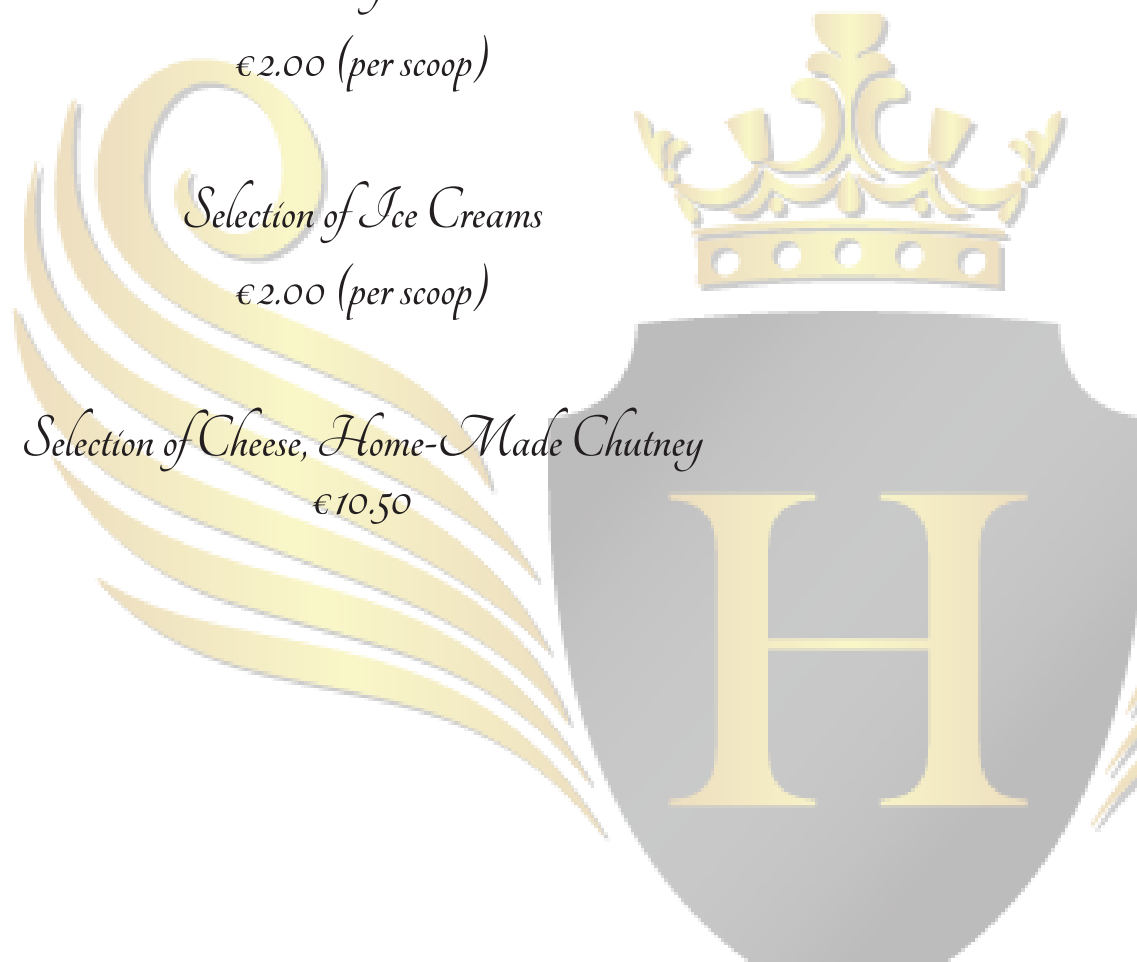 €2.00 (per scoop)
Selection of Ice Creams
€2.00 (per scoop)
Selection of Cheese, Home-Made Chutney
€10.50
H